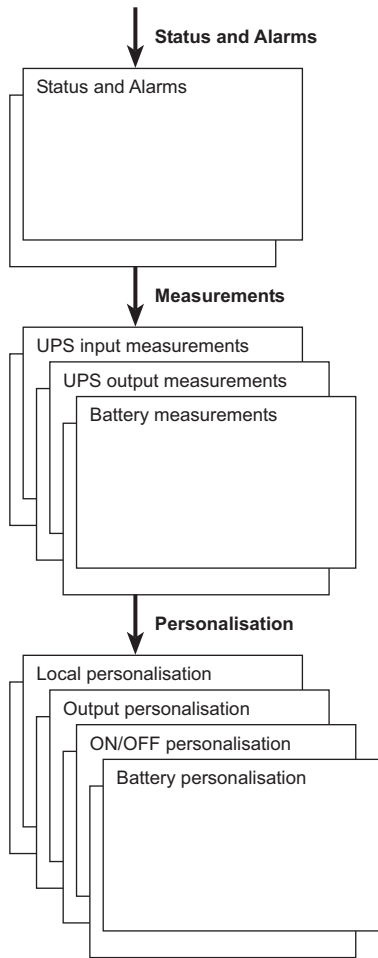 Status and Alarms
Status and Alarms
Measurements
UPS input measurements
UPS output measurements
Battery measurements
Personalisation
Local personalisation
Output personalisation
ON/OFF personalisation
Battery personalisation